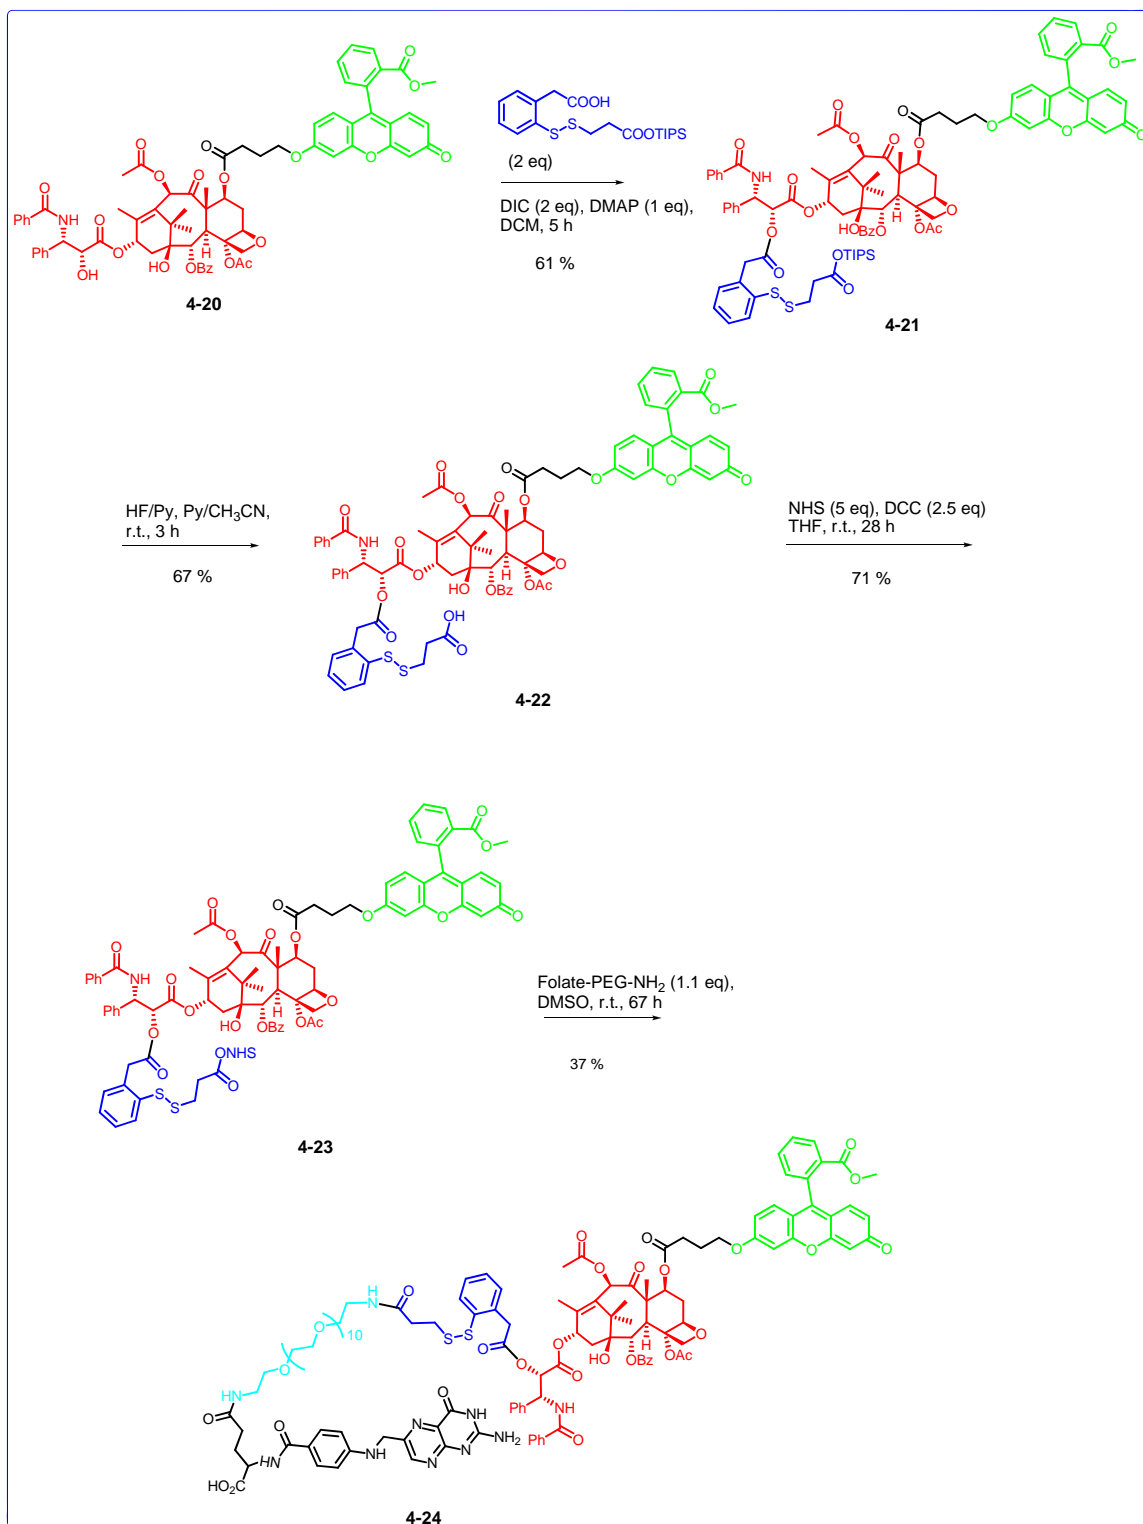 COOH
S
S
COOTIPS
(2 eq)
DIC (2 eq), DMAP (1 eq),
DCM, 5 h
61 %
O
O
O
O
O
O
O
O
O
O
O
Ph
NH
Ph
O
O
OH
HO
OBz
H
OAc
O
4-20
O
O
O
O
O
O
O
O
O
O
O
O
Ph
N
H
Ph
O
O
O
HO
BzO
H
OAc
O
O
OTIPS
O
S
S
4-21
HF/Py, Py/CH3CN,
r.t., 3 h
67 %
O
O
O
O
O
O
O
O
O
O
O
Ph
N
H
Ph
O
O
O
HO
OBz
H
OAc
O
O
OH
O
S
S
4-22
NHS (5 eq), DCC (2.5 eq)
THF, r.t., 28 h
71 %
O
O
O
O
O
O
O
O
O
O
O
Ph
N
H
Ph
O
O
O
HO
OBz
H
OAc
O
O
ONHS
O
S
S
4-23
Folate-PEG-NH2 (1.1 eq),
DMSO, r.t., 67 h
37 %
O
O
O
O
O
O
O
O
O
O
H
N
O
O
10
O
S
S
O
O
O
O
HO
OBz
H
OAc
O
HN
O
Ph
NH
Ph
O
O
HO2C
HN
N
H
O
N
N
N
NH
N
NH2
4-24